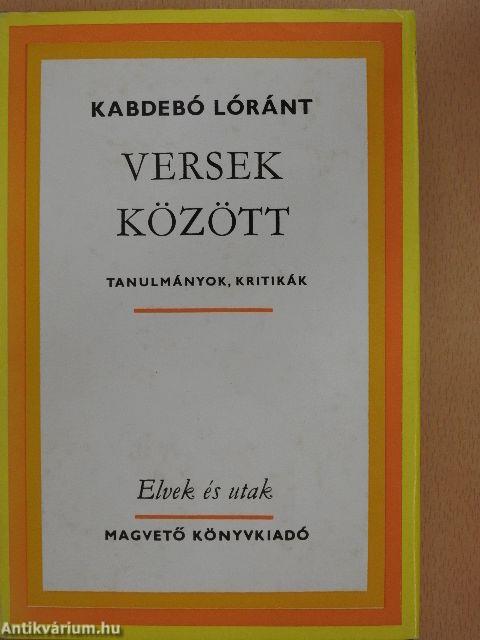 KABDEBÓ LÓRÁNT
VERSEK
KÖZÖTT
TANULMÁNYOK, KRITIKÁK
Elvek és utak
MAGVETŐ KÖNYVKIADÓ
Antikvárium.hu